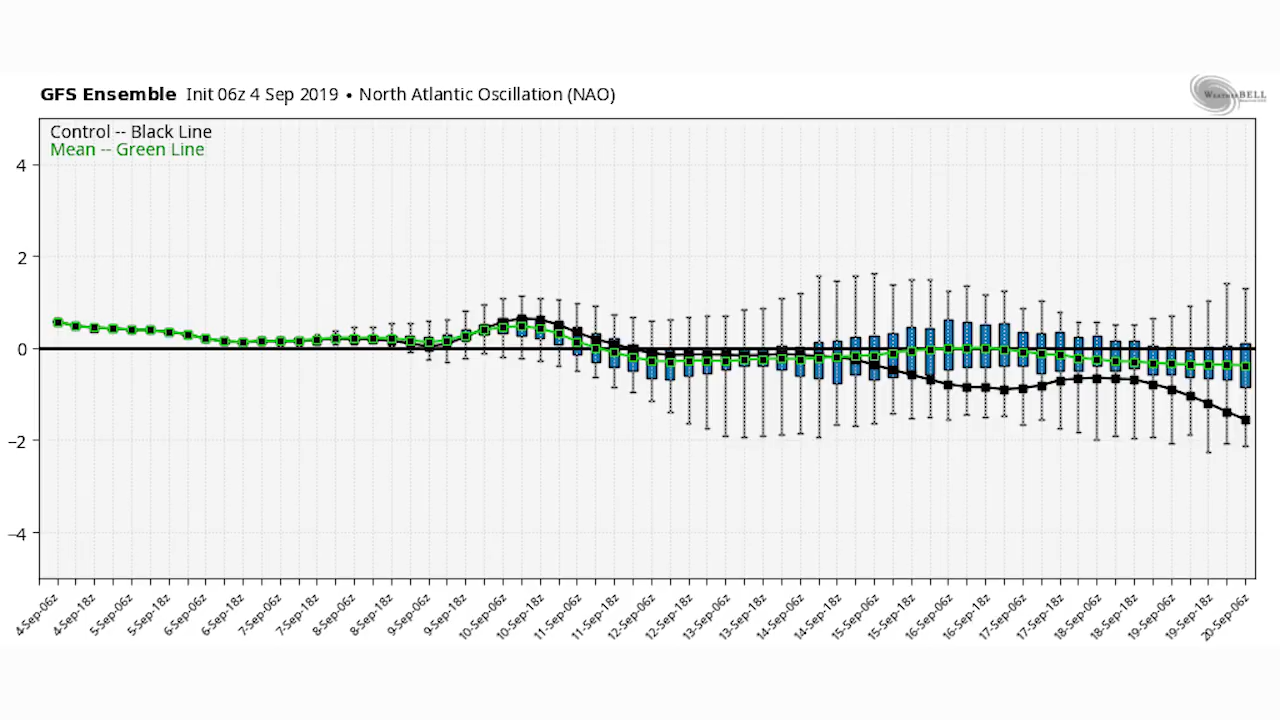 GFS Ensemble Init 06z 4 Sep 2019 • North Atlantic Oscillation (NAO)
WeatherBELL
Control -- Black Line
Mean -- Green Line
4
2
0
−2
−4
4-Sep-06z
4-Sep-18z
5-Sep-06z
5-Sep-18z
6-Sep-06z
6-Sep-18z
7-Sep-06z
7-Sep-18z
8-Sep-06z
8-Sep-18z
9-Sep-06z
9-Sep-18z
10-Sep-06z
10-Sep-18z
11-Sep-06z
11-Sep-18z
12-Sep-06z
12-Sep-18z
13-Sep-06z
13-Sep-18z
14-Sep-06z
14-Sep-18z
15-Sep-06z
15-Sep-18z
16-Sep-06z
16-Sep-18z
17-Sep-06z
17-Sep-18z
18-Sep-06z
18-Sep-18z
19-Sep-06z
19-Sep-18z
20-Sep-06z